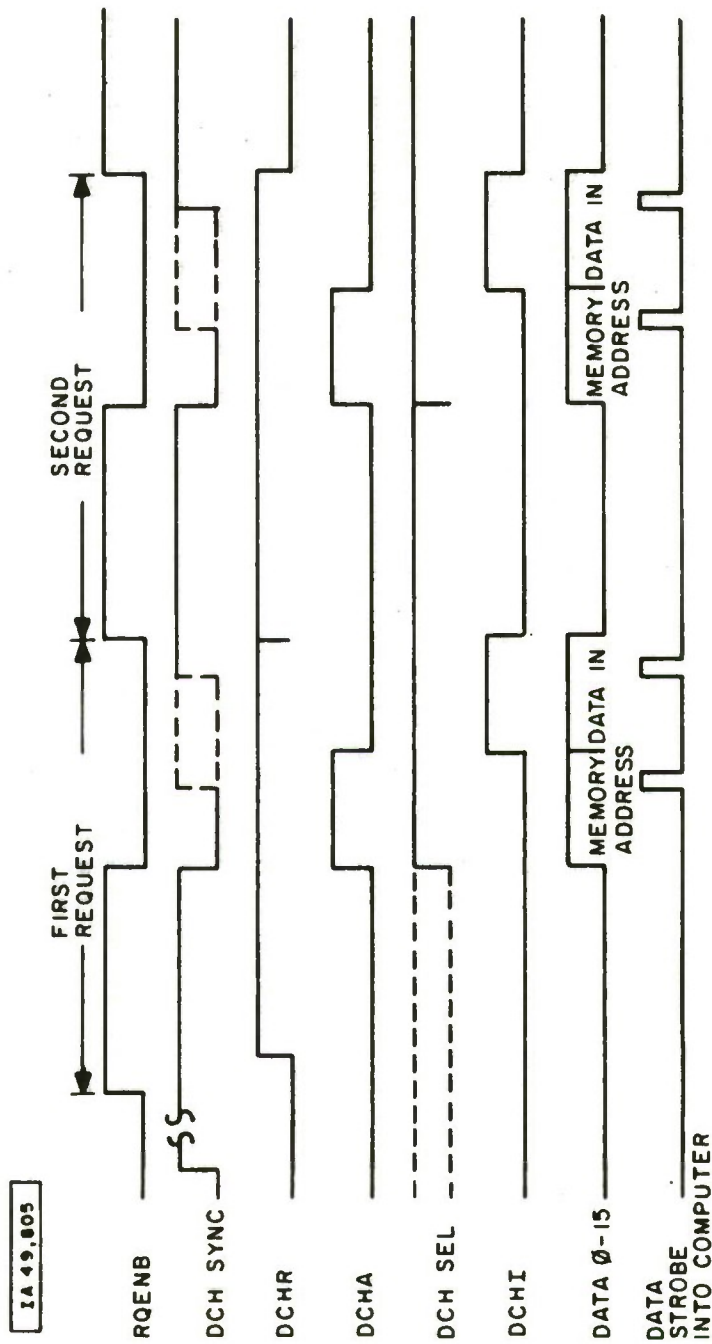 IA 49,805
FIRST
REQUEST
SECOND
REQUEST
RQENB
DCH SYNC
DCHR
DCHA
DCH SEL
DCHI
DATA Ø-15
MEMORY DATA IN
ADDRESS
MEMORY DATA IN
ADDRESS
DATA
STROBE
INTO COMPUTER